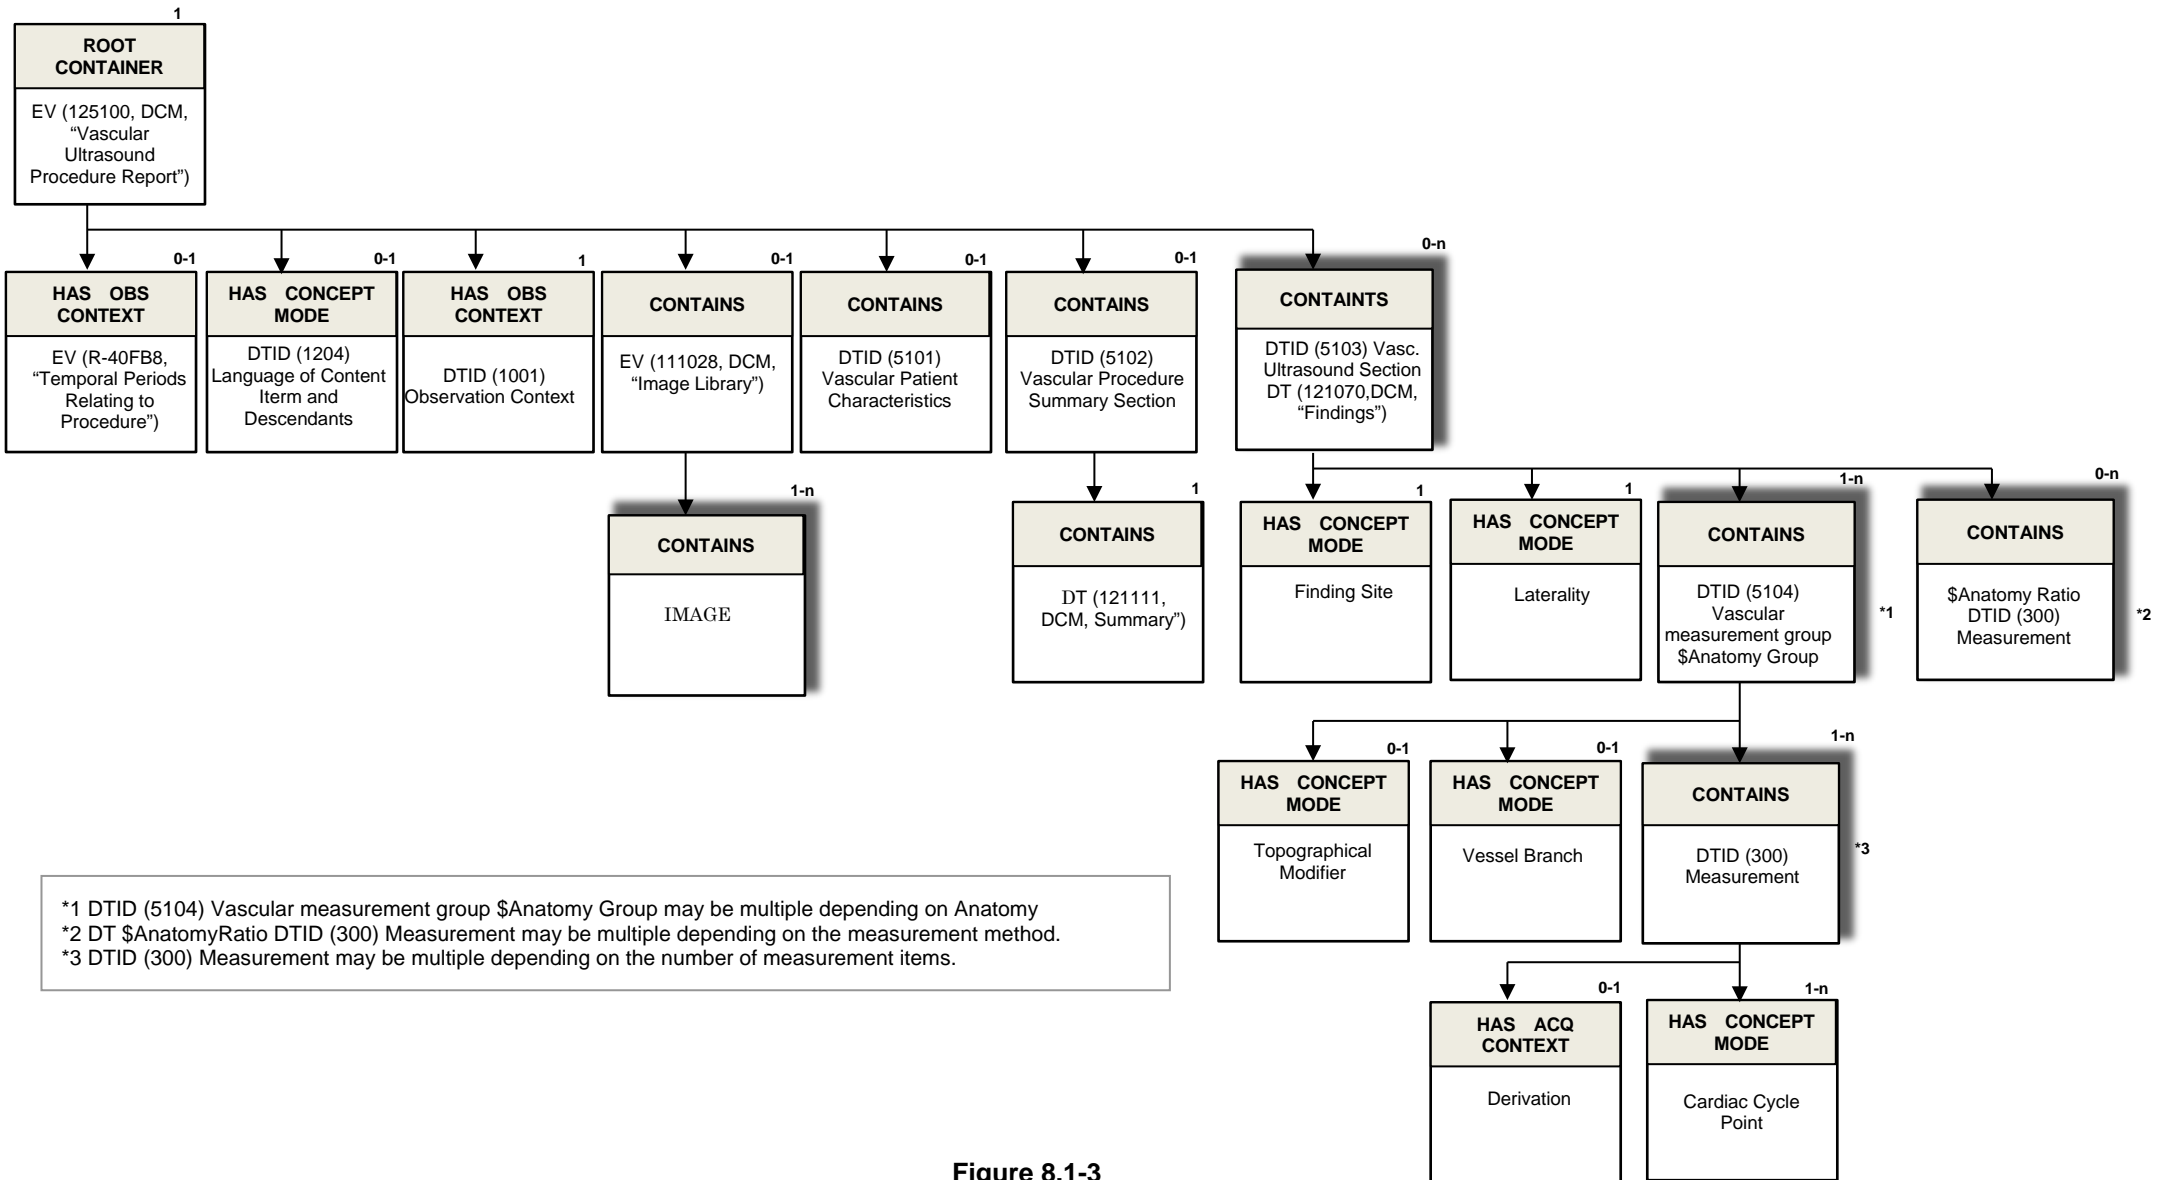 1
ROOT
CONTAINER
EV (125100, DCM,
“Vascular
Ultrasound
Procedure Report”)
0-1
HAS OBS
CONTEXT
EV (R-40FB8,
“Temporal Periods
Relating to
Procedure”)
0-1
HAS CONCEPT
MODE
DTID (1204)
Language of Content
Iterm and
Descendants
1
HAS OBS
CONTEXT
DTID (1001)
Observation Context
0-1
CONTAINS
EV (111028, DCM,
“Image Library”)
0-1
CONTAINS
DTID (5101)
Vascular Patient
Characteristics
0-1
CONTAINS
DTID (5102)
Vascular Procedure
Summary Section
0-n
CONTAINTS
DTID (5103) Vasc.
Ultrasound Section
DT (121070,DCM,
“Findings”)
1-n
CONTAINS
IMAGE
1
CONTAINS
DT (121111,
DCM, Summary”)
1
HAS CONCEPT
MODE
Finding Site
1
HAS CONCEPT
MODE
Laterality
1-n
CONTAINS
DTID (5104)
Vascular
measurement group
$Anatomy Group
*1
0-n
CONTAINS
$Anatomy Ratio
DTID (300)
Measurement
*2
0-1
HAS CONCEPT
MODE
Topographical
Modifier
0-1
HAS CONCEPT
MODE
Vessel Branch
1-n
CONTAINS
DTID (300)
Measurement
*3
*1 DTID (5104) Vascular measurement group $Anatomy Group may be multiple depending on Anatomy
*2 DT $AnatomyRatio DTID (300) Measurement may be multiple depending on the measurement method.
*3 DTID (300) Measurement may be multiple depending on the number of measurement items.
0-1
HAS ACQ
CONTEXT
Derivation
1-n
HAS CONCEPT
MODE
Cardiac Cycle
Point
Figure 8.1-3